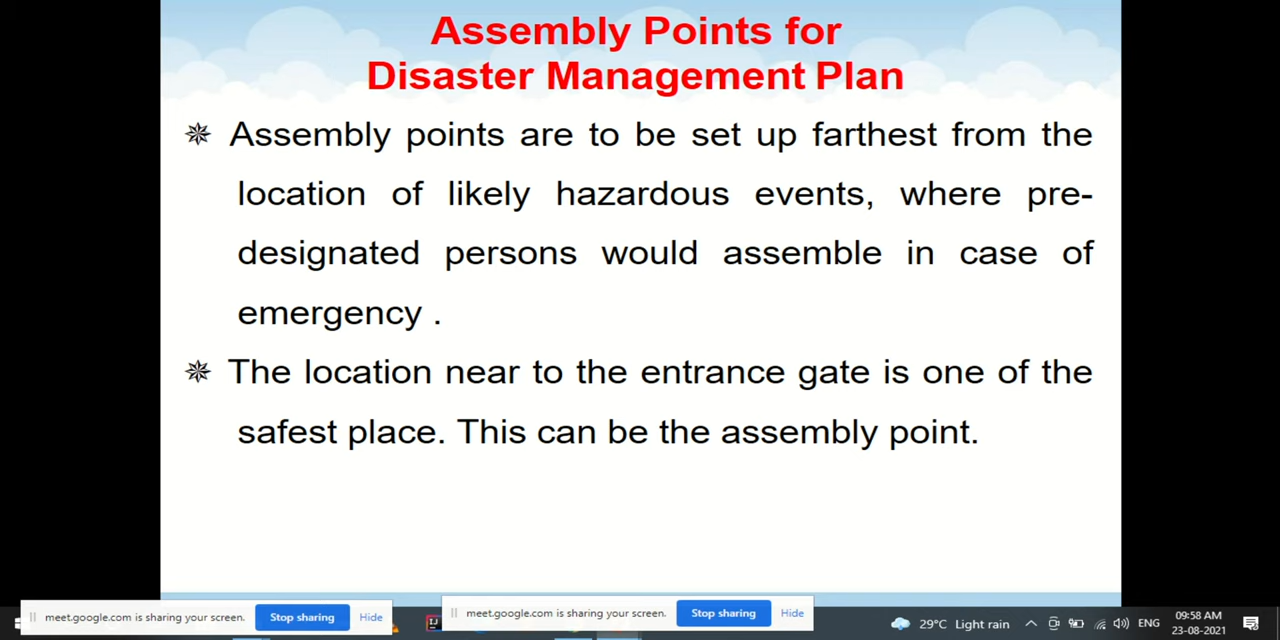 Assembly Points for
Disaster Management Plan
Assembly points are to be set up farthest from the
location of likely hazardous events, where pre-
designated persons would assemble in case of
emergency .
The location near to the entrance gate is one of the
safest place. This can be the assembly point.
meet.google.com is sharing your screen. Stop sharing Hide
meet.google.com is sharing your screen. Stop sharing Hide
IJ
29°C Light rain
ENG
09:58 AM
23-08-2021